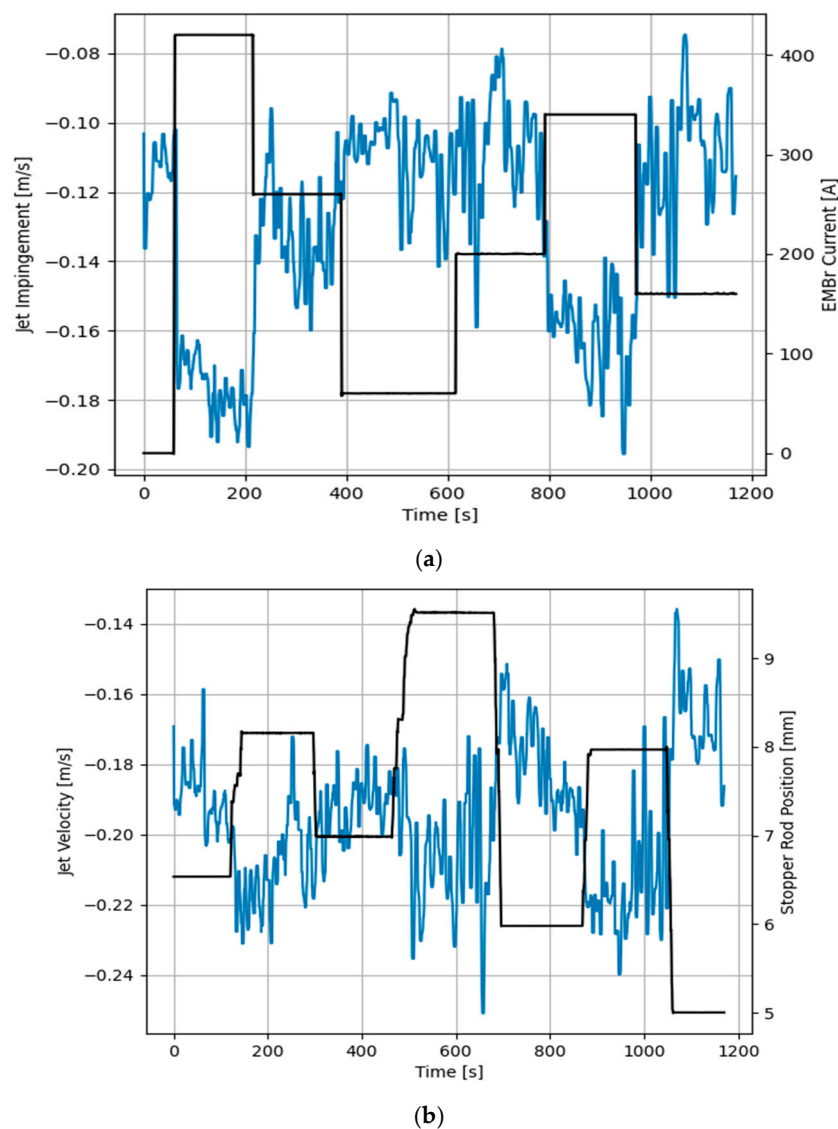 −0.08
−0.10
−0.12
−0.14
−0.16
−0.18
−0.20
Jet Impingement [m/s]
400
300
200
100
0
EMBr Current [A]
0 200 400 600 800 1000 1200
Time [s]
(a)
−0.14
−0.16
−0.18
−0.20
−0.22
−0.24
Jet Velocity [m/s]
9
8
7
6
5
Stopper Rod Position [mm]
0 200 400 600 800 1000 1200
Time [s]
(b)